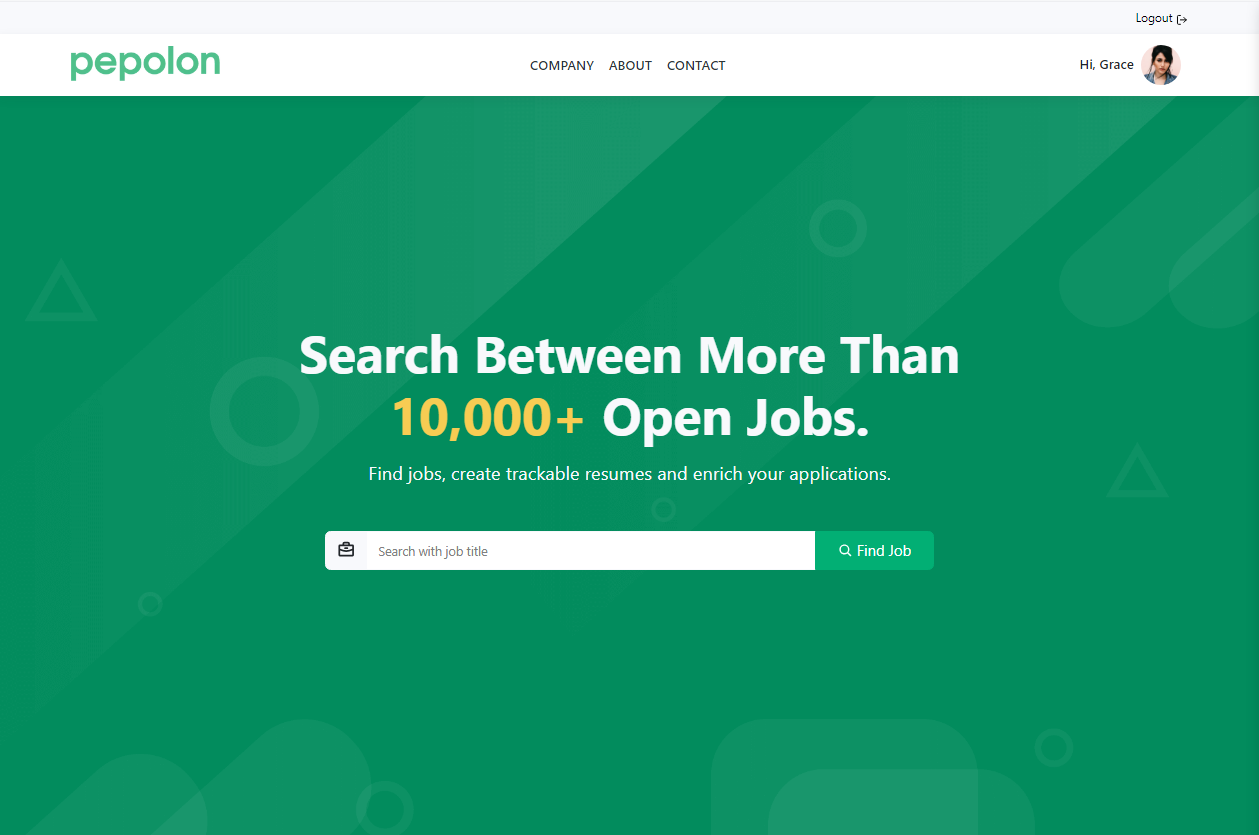 Logout
pepolon
COMPANY ABOUT CONTACT
Hi, Grace
Search Between More Than
10,000+ Open Jobs.
Find jobs, create trackable resumes and enrich your applications.
Search with job title
Find Job